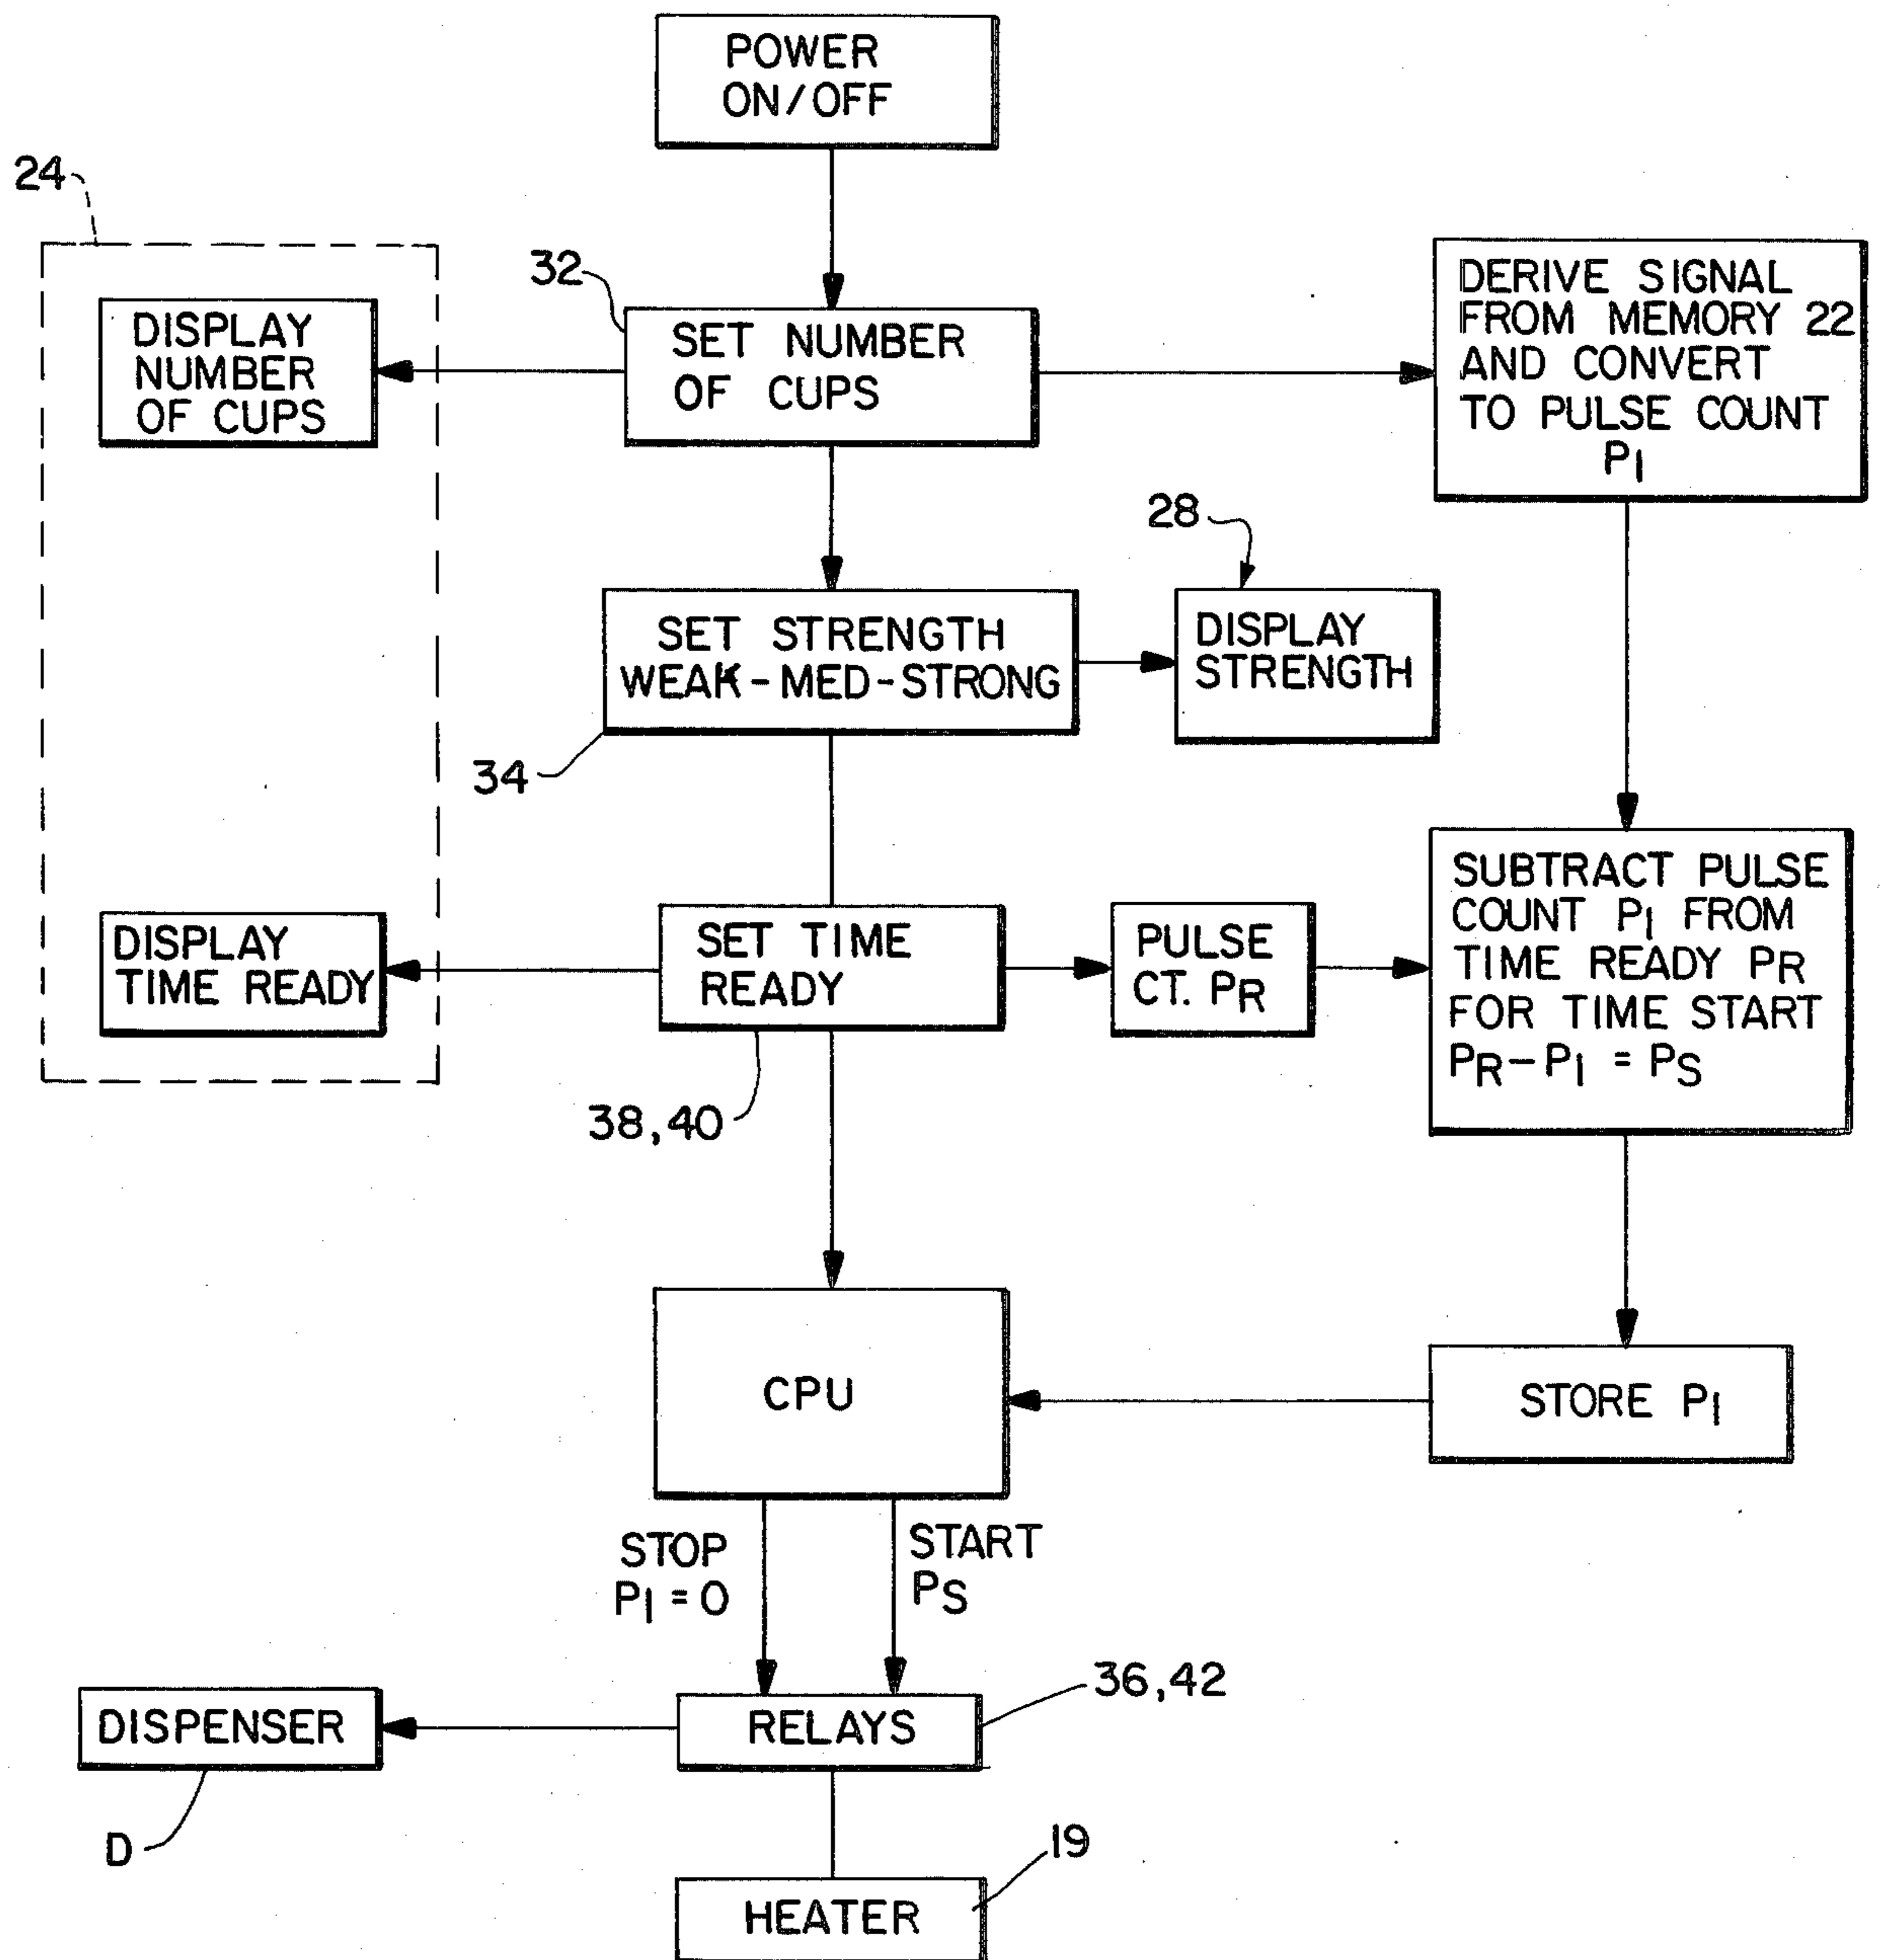 POWER
ON/OFF
24
32
DISPLAY
NUMBER
OF CUPS
SET NUMBER
OF CUPS
DERIVE SIGNAL
FROM MEMORY 22
AND CONVERT
TO PULSE COUNT
P1
28
SET STRENGTH
WEAK-MED-STRONG
DISPLAY
STRENGTH
34
DISPLAY
TIME READY
SET TIME
READY
PULSE
CT. PR
SUBTRACT PULSE
COUNT P1 FROM
TIME READY PR
FOR TIME START
PR-P1 = PS
38,40
CPU
STORE P1
STOP
P1 = 0
START
PS
36,42
DISPENSER
RELAYS
D
19
HEATER